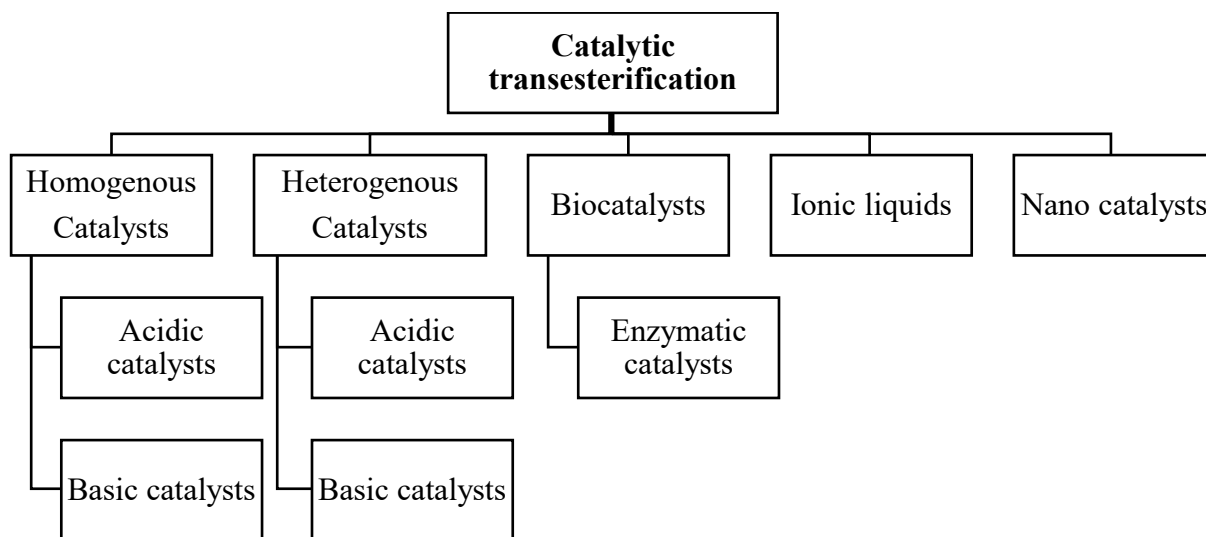 Catalytic
transesterification
Homogenous
Catalysts
Heterogenous
Catalysts
Biocatalysts
Ionic liquids
Nano catalysts
Acidic
catalysts
Acidic
catalysts
Enzymatic
catalysts
Basic catalysts
Basic catalysts